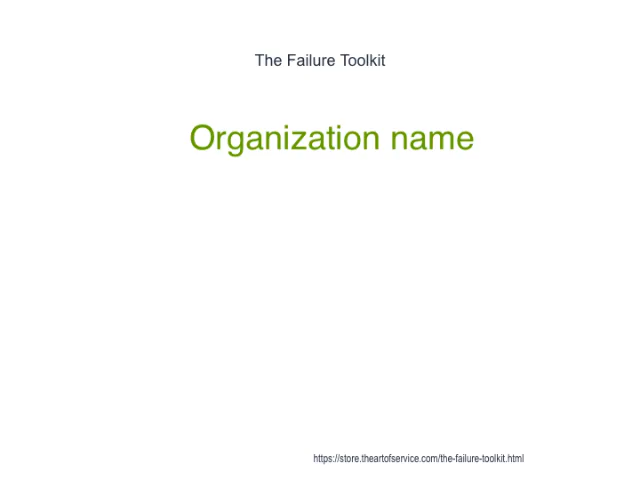 The Failure Toolkit
Organization name
https://store.theartofservice.com/the-failure-toolkit.html